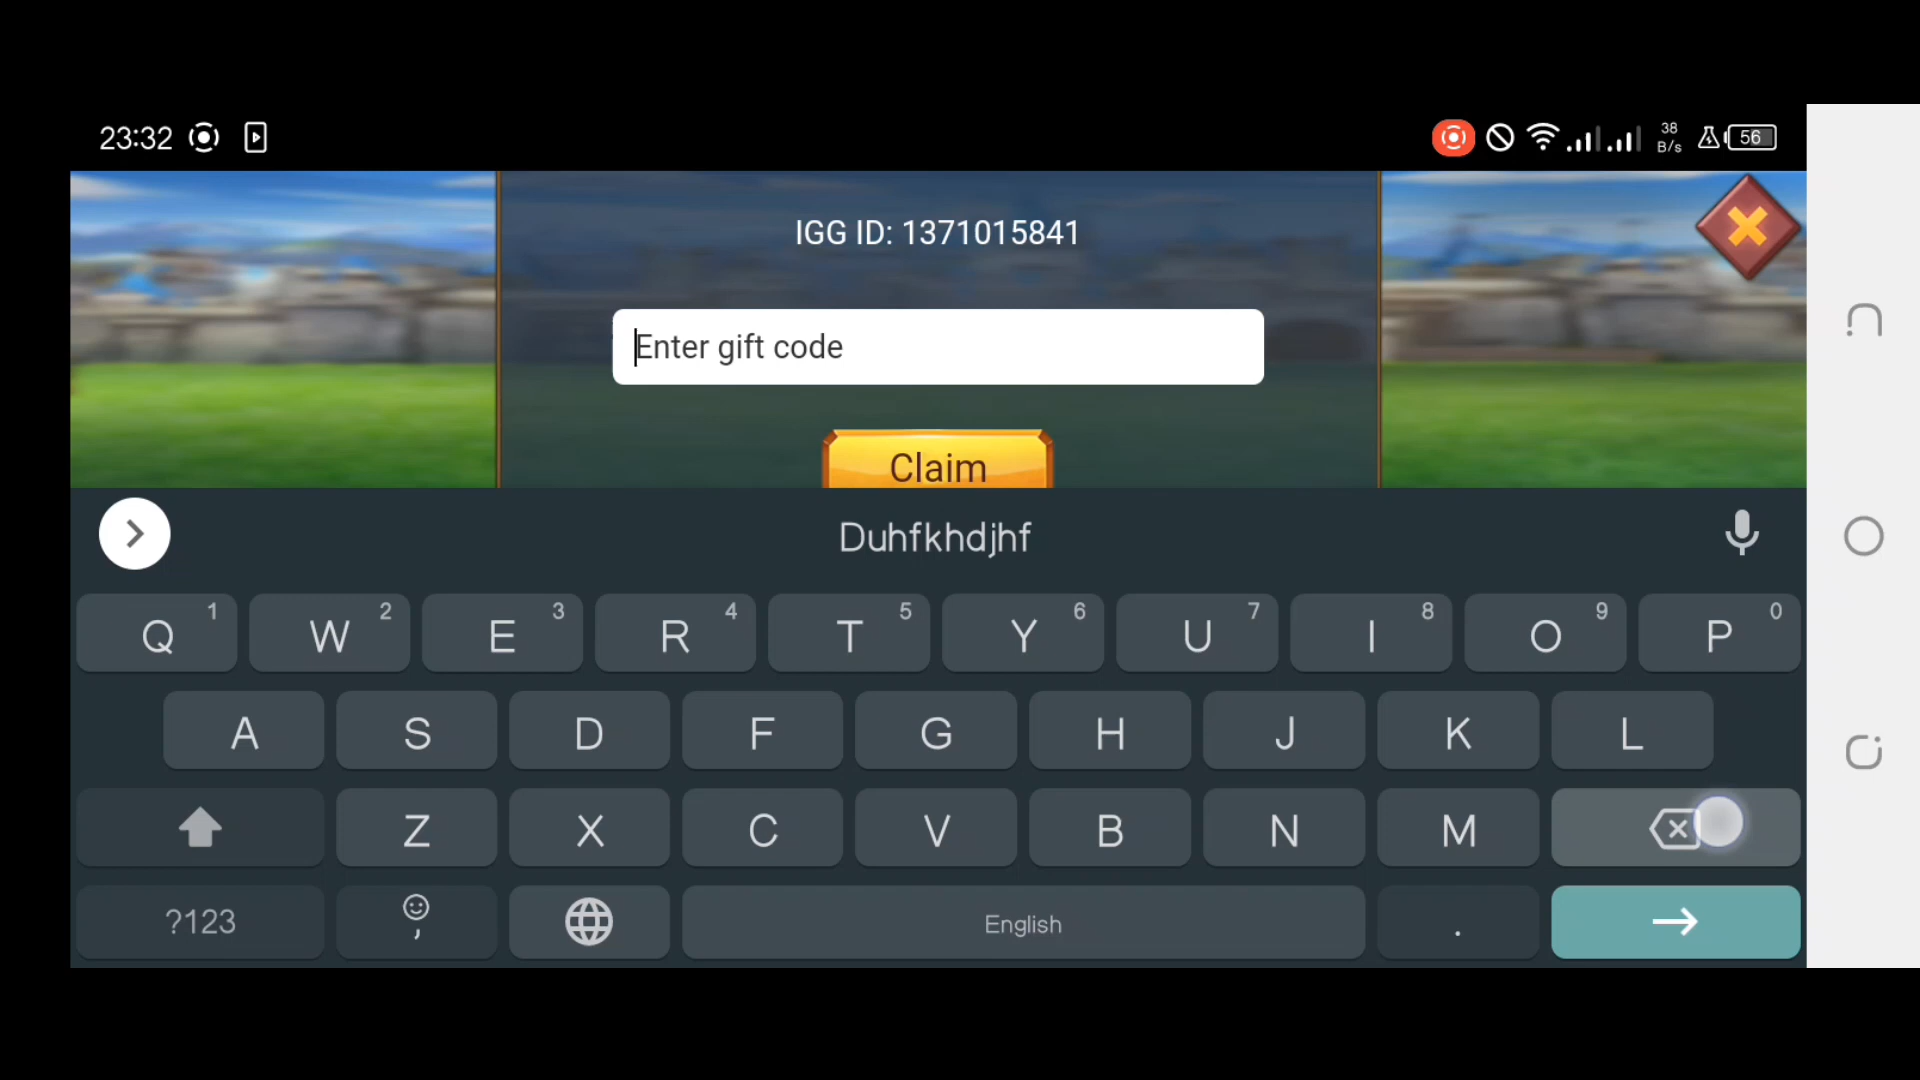 23:32
38
B/s
56
IGG ID: 1371015841
Enter gift code
Claim
Duhfkhdjhf
Q 1 W 2 E 3 R 4 T 5 Y 6 U 7 I 8 O 9 P 0
A S D F G H J K L
Z X C V B N M
?123 , English .